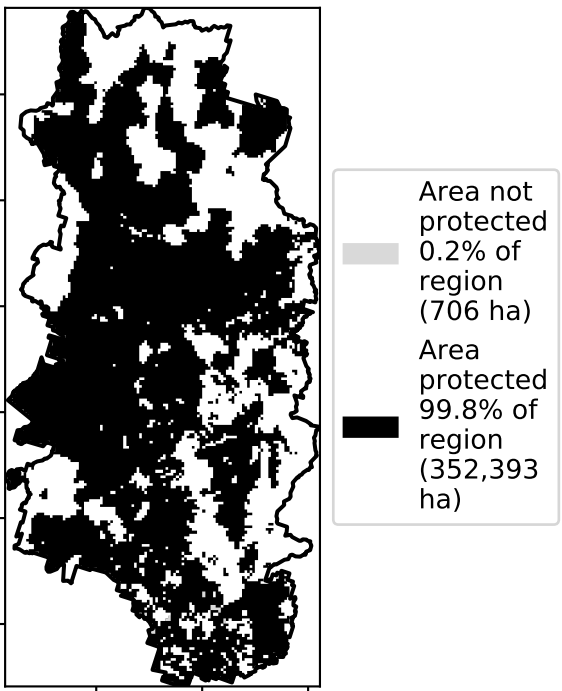 Area not
protected
0.2% of
region
(706 ha)
Area
protected
99.8% of
region
(352,393
ha)